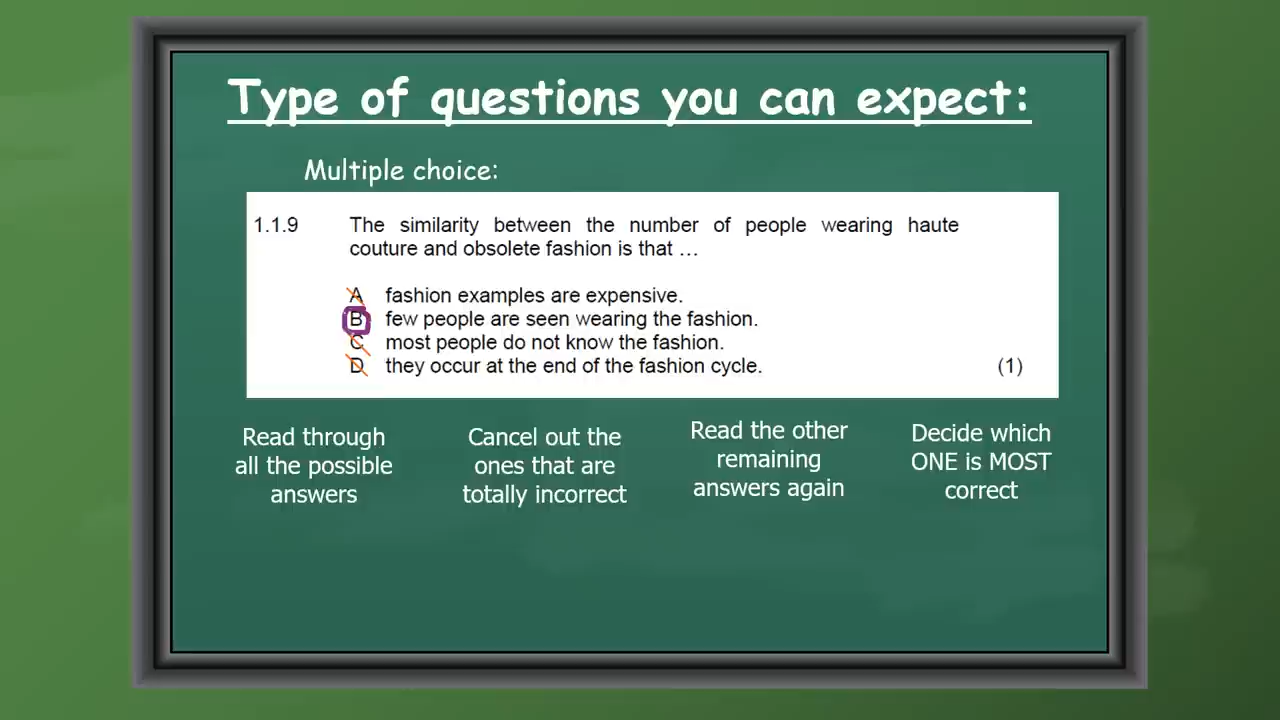 Type of questions you can expect:
Multiple choice:
1.1.9 The similarity between the number of people wearing haute
couture and obsolete fashion is that …
A fashion examples are expensive.
B few people are seen wearing the fashion.
C most people do not know the fashion.
D they occur at the end of the fashion cycle. (1)
Read through
all the possible
answers
Cancel out the
ones that are
totally incorrect
Read the other
remaining
answers again
Decide which
ONE is MOST
correct